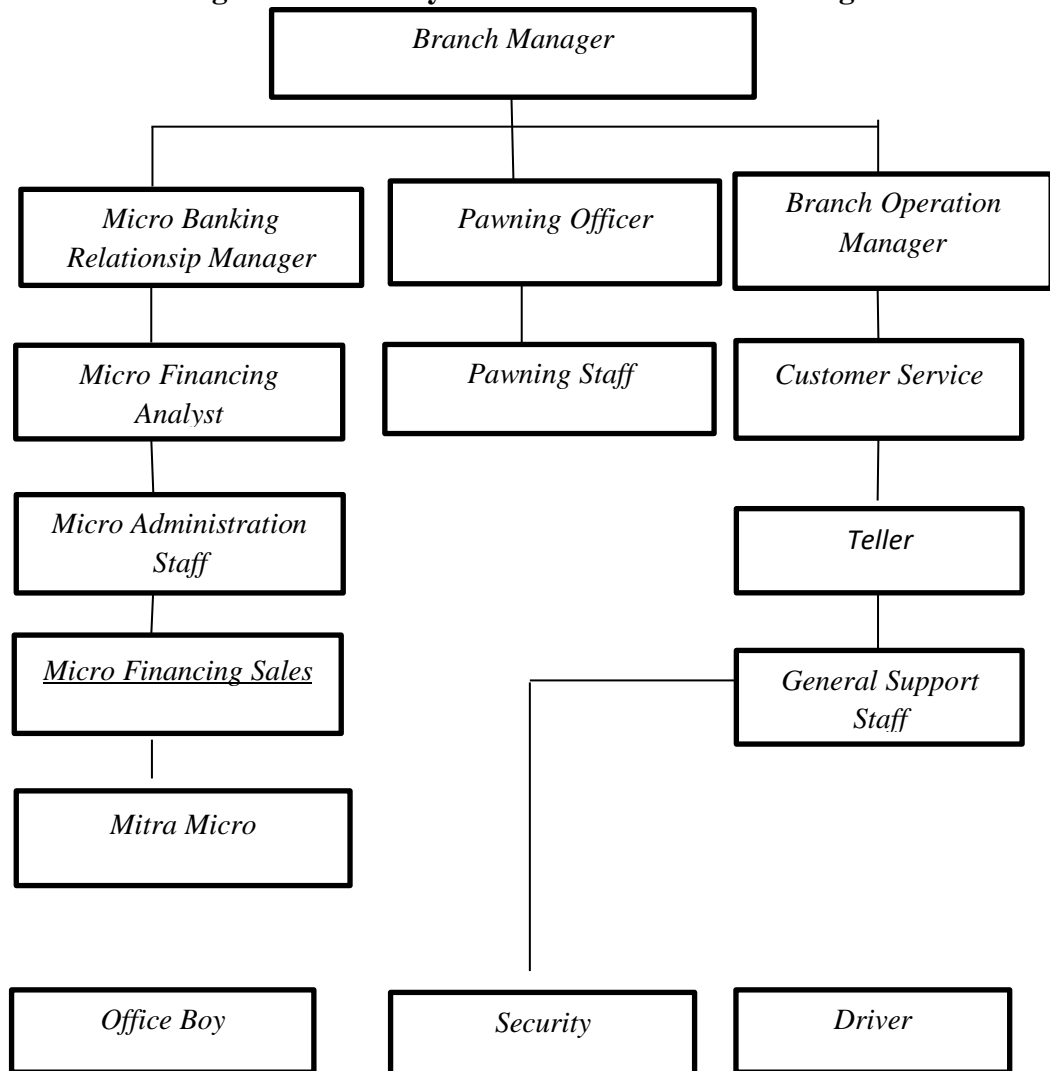 Branch Manager
Micro Banking
Relationsip Manager
Pawning Officer
Branch Operation
Manager
Micro Financing
Analyst
Pawning Staff
Customer Service
Micro Administration
Staff
Teller
Micro Financing Sales
General Support
Staff
Mitra Micro
Office Boy
Security
Driver